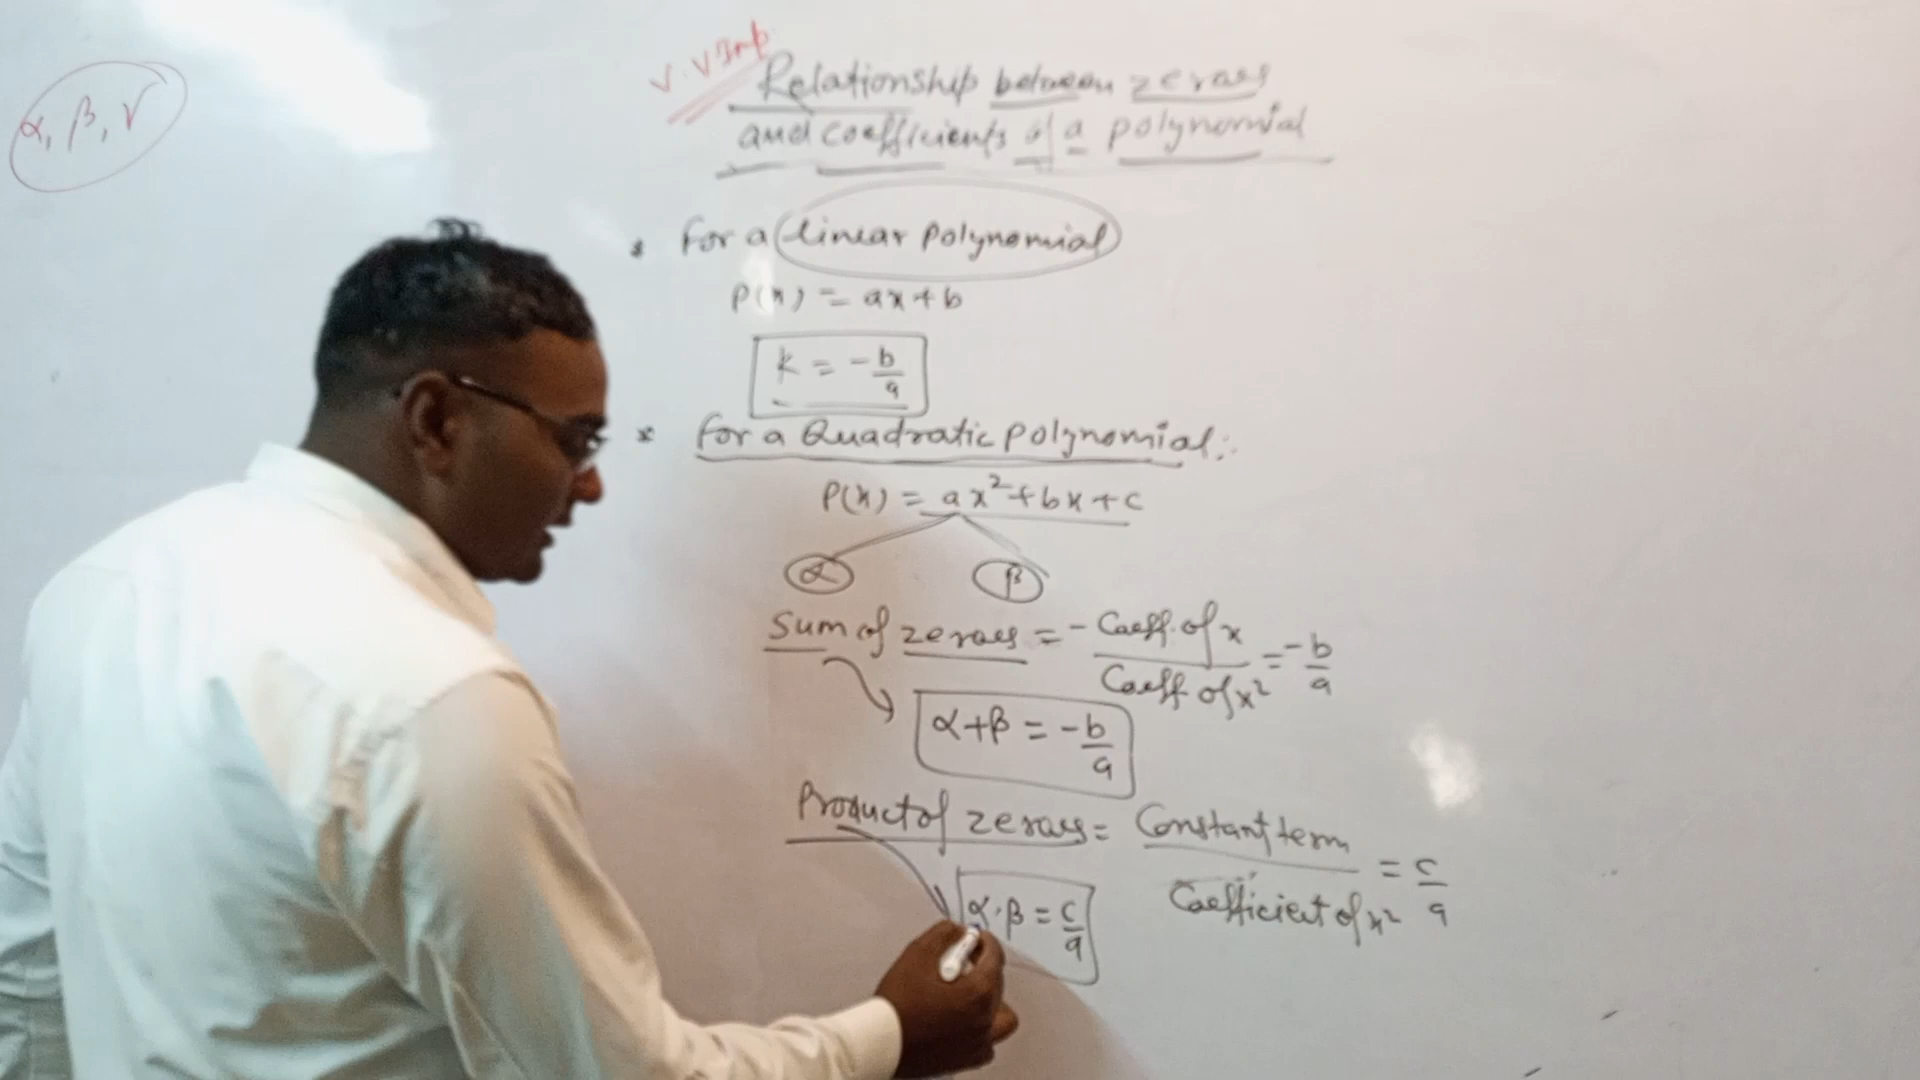 α, β, γ
V. V Imp
Relationship between zeroes
and coefficients of a polynomial
* for a linear polynomial
P(x) = ax+b
k = -b/a
* for a Quadratic polynomial:
P(x) = ax²+bx+c
α β
Sum of zeroes = - Coeff. of x / Coeff. of x² = -b/a
α+β = -b/a
Product of zeroes = Constant term / Coefficient of x² = c/a
α.β = c/a